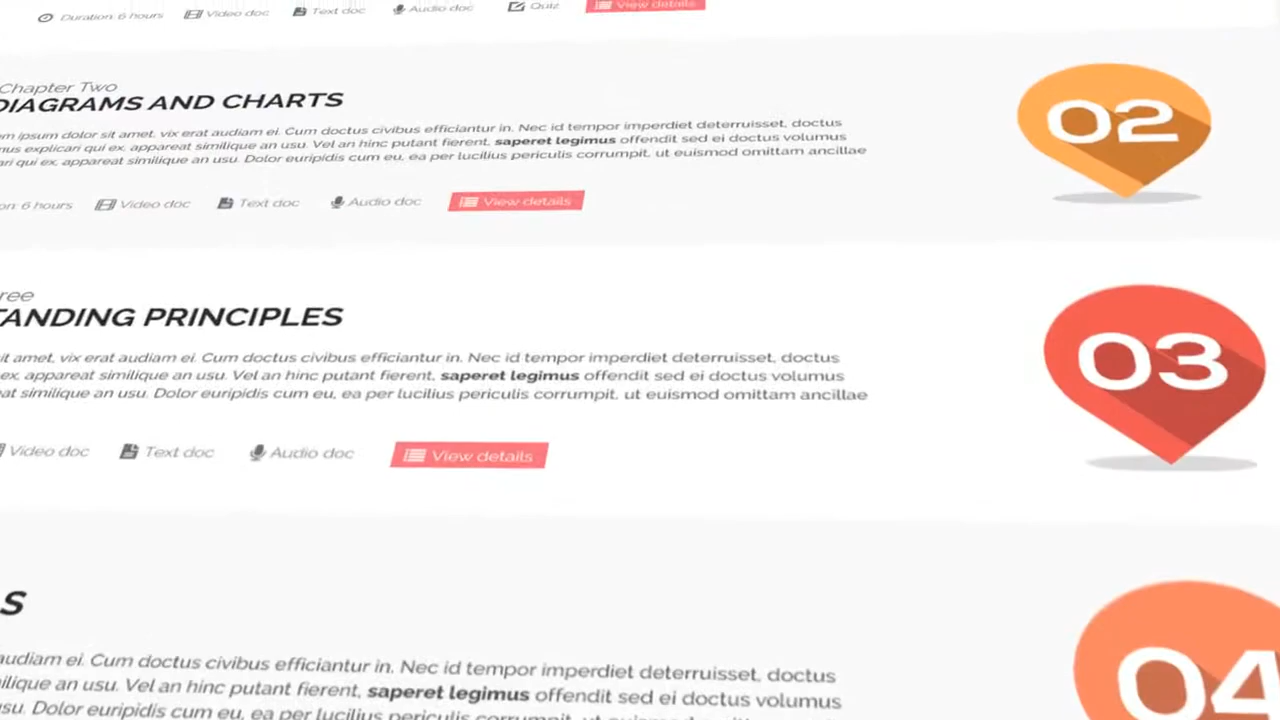 Duration: 6 hours Video doc Text doc Audio doc Quiz View details
Chapter Two
DIAGRAMS AND CHARTS
ipsum dolor sit amet, vix erat audiam ei. Cum doctus civibus efficiantur in. Nec id tempor imperdiet deterruisset, doctus
explicari qui ex, appareat similique an usu. Vel an hinc putant fierent, saperet legimus offendit sed ei doctus volumus
qui ex, appareat similique an usu. Dolor euripidis cum eu, ea per lucilius periculis corrumpit, ut euismod omittam ancillae
6 hours Video doc Text doc Audio doc View details
02
ree
TANDING PRINCIPLES
sit amet, vix erat audiam ei. Cum doctus civibus efficiantur in. Nec id tempor imperdiet deterruisset, doctus
ex, appareat similique an usu. Vel an hinc putant fierent, saperet legimus offendit sed ei doctus volumus
at similique an usu. Dolor euripidis cum eu, ea per lucilius periculis corrumpit, ut euismod omittam ancillae
Video doc Text doc Audio doc View details
03
S
audiam ei. Cum doctus civibus efficiantur in. Nec id tempor imperdiet deterruisset, doctus
ilique an usu. Vel an hinc putant fierent, saperet legimus offendit sed ei doctus volumus
usu. Dolor euripidis cum eu, ea per lucilius periculis
04